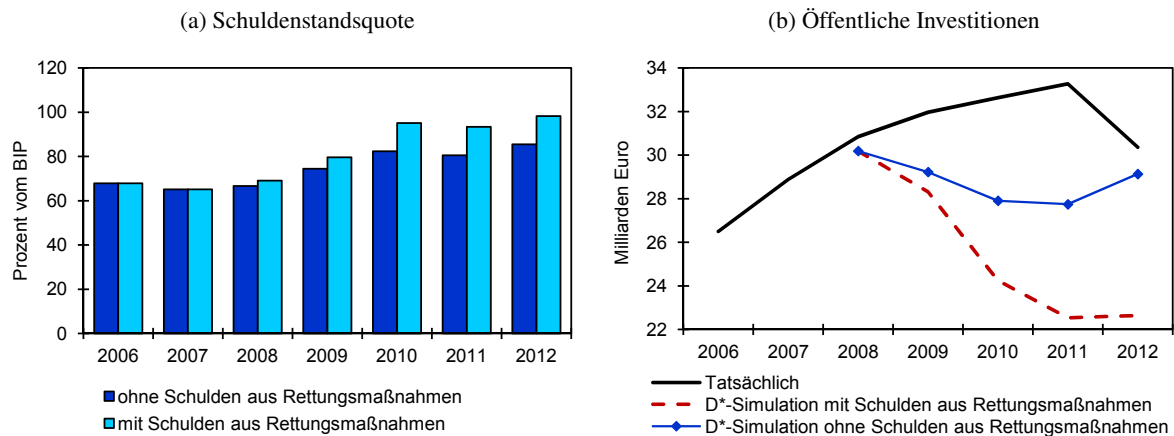 (a) Schuldenstandsquote
Prozent vom BIP
120
100
80
60
40
20
0
2006 2007 2008 2009 2010 2011 2012
ohne Schulden aus Rettungsmaßnahmen
mit Schulden aus Rettungsmaßnahmen
(b) Öffentliche Investitionen
Milliarden Euro
34
32
30
28
26
24
22
2006 2007 2008 2009 2010 2011 2012
Tatsächlich
D*-Simulation mit Schulden aus Rettungsmaßnahmen
D*-Simulation ohne Schulden aus Rettungsmaßnahmen